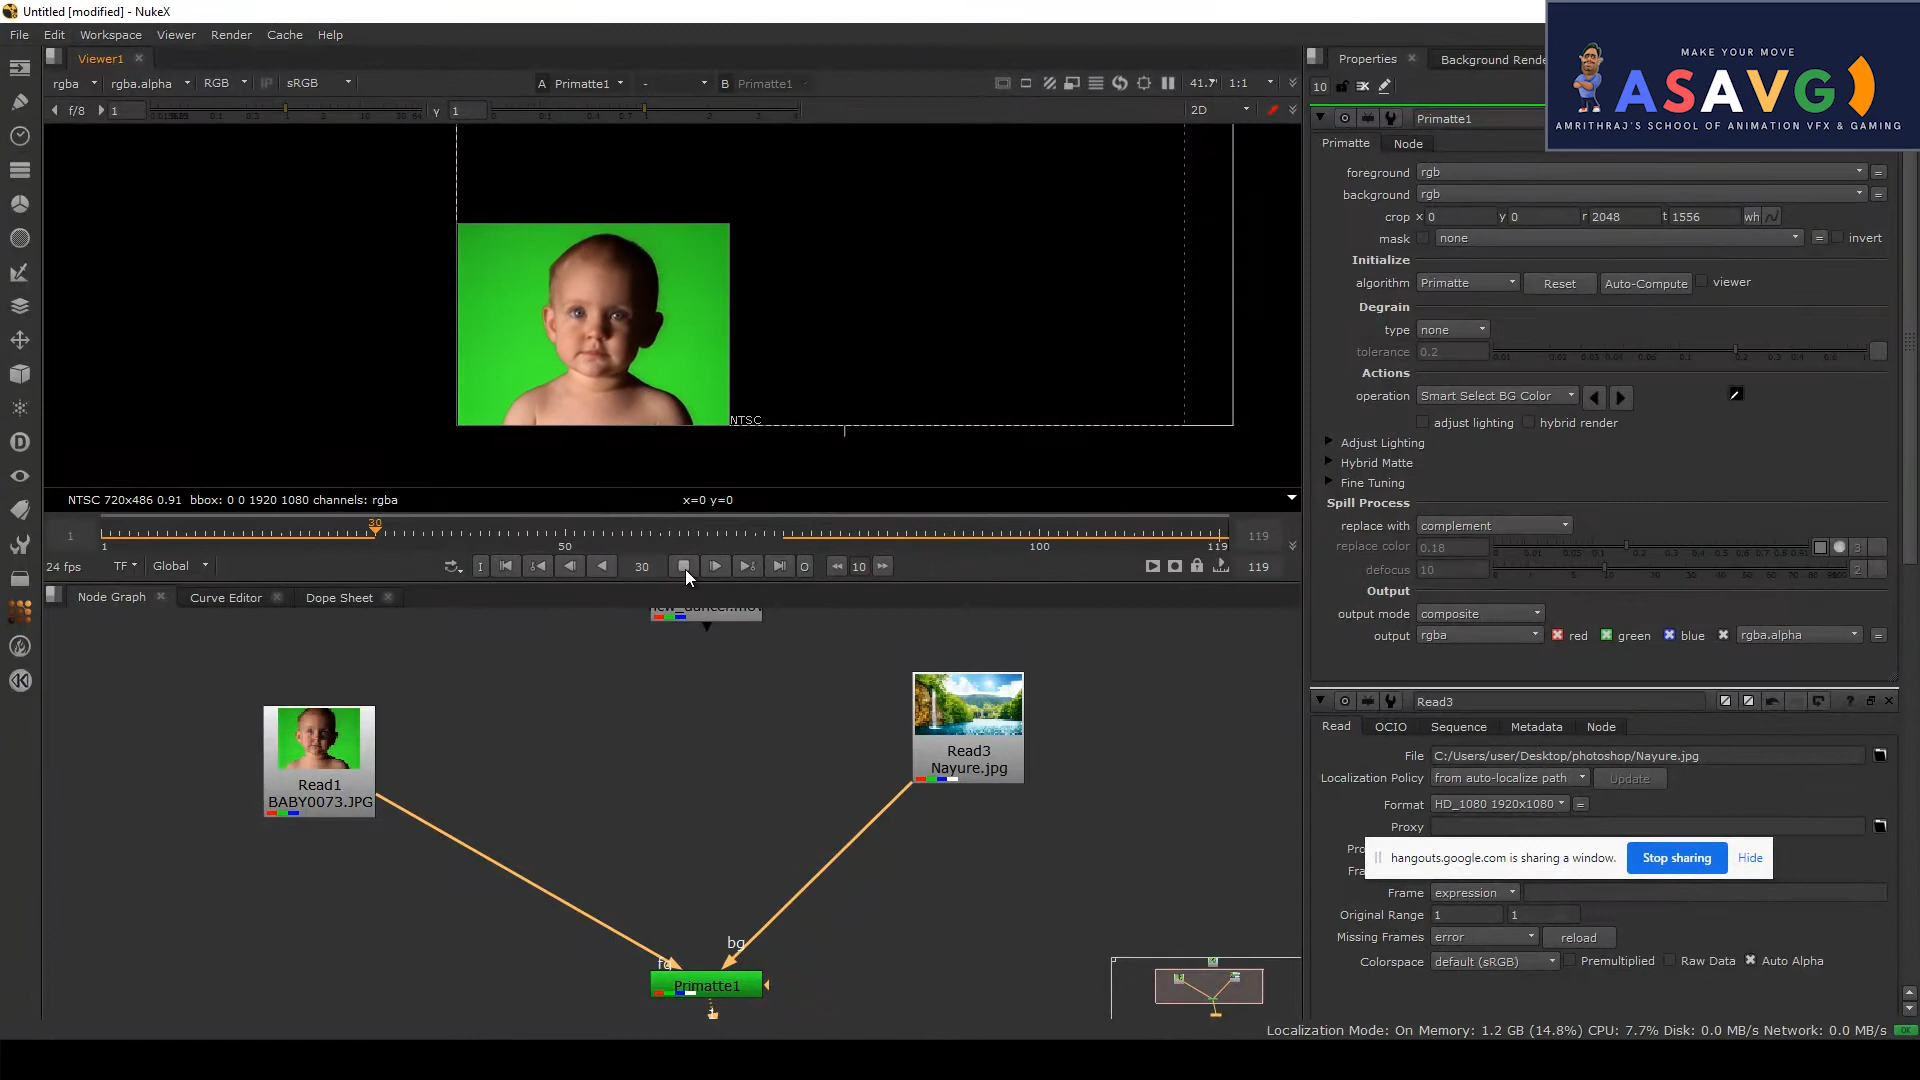 Untitled [modified] - NukeX
File Edit Workspace Viewer Render Cache Help
MAKE YOUR MOVE
ASAVG
AMRITHRAJ'S SCHOOL OF ANIMATION VFX & GAMING
Viewer1
rgba rgba.alpha RGB IP sRGB A Primatte1 - B Primatte1 41.7 1:1
f/8 1 y 1 2D
NTSC
NTSC 720x486 0.91 bbox: 0 0 1920 1080 channels: rgba x=0 y=0
1 30 119
1 50 100 119
24 fps TF Global I 30 O 10 119
Node Graph Curve Editor Dope Sheet
new_dancer.mov
Read1
BABY0073.JPG
Read3
Nayure.jpg
bg
Primatte1
Properties Background Rende
10
Primatte1
Primatte Node
foreground rgb =
background rgb =
crop x 0 y 0 r 2048 t 1556 wh
mask none = invert
Initialize
algorithm Primatte Reset Auto-Compute viewer
Degrain
type none
tolerance 0.2
Actions
operation Smart Select BG Color
adjust lighting hybrid render
Adjust Lighting
Hybrid Matte
Fine Tuning
Spill Process
replace with complement
replace color 0.18 3
defocus 10 2
Output
output mode composite
output rgba red green blue rgba.alpha =
Read3
Read OCIO Sequence Metadata Node
File C:/Users/user/Desktop/photoshop/Nayure.jpg
Localization Policy from auto-localize path Update
Format HD_1080 1920x1080 =
Proxy
hangouts.google.com is sharing a window. Stop sharing Hide
Frame expression
Original Range 1 1
Missing Frames error reload
Colorspace default (sRGB) Premultiplied Raw Data Auto Alpha
Localization Mode: On Memory: 1.2 GB (14.8%) CPU: 7.7% Disk: 0.0 MB/s Network: 0.0 MB/s